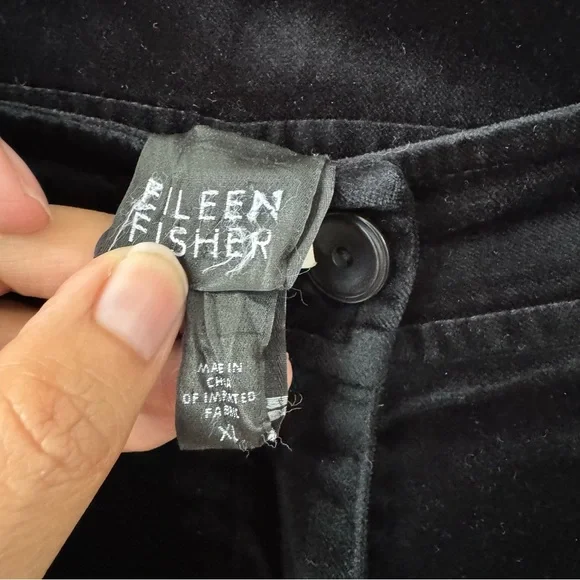 EILEEN
FISHER
MADE IN
CHINA
OF IMPORTED
FABRIC
XL